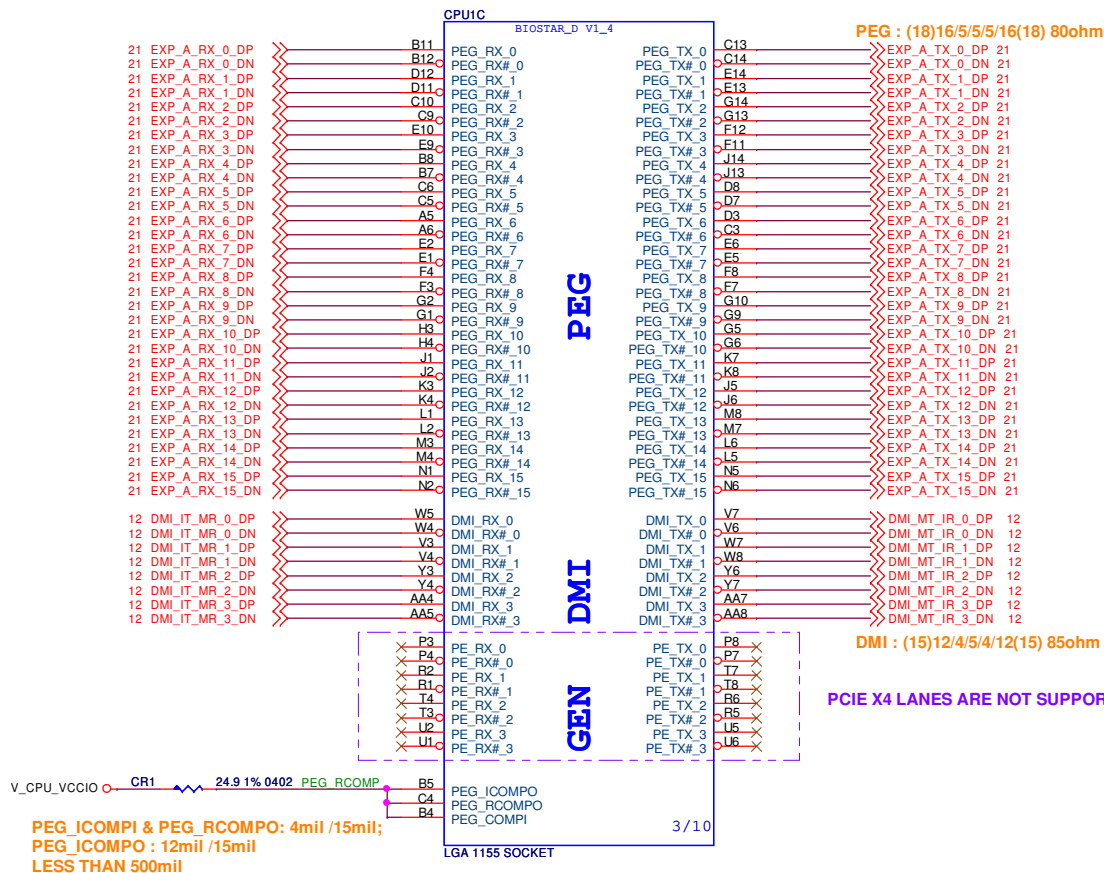 CPU1C
BIOSTAR_D V1_4
PEG : (18)16/5/5/5/16(18) 80ohm
21 EXP_A_RX_0_DP B11 PEG_RX_0 PEG_TX_0 C13 EXP_A_TX_0_DP 21
21 EXP_A_RX_0_DN B12 PEG_RX#_0 PEG_TX#_0 C14 EXP_A_TX_0_DN 21
21 EXP_A_RX_1_DP D12 PEG_RX_1 PEG_TX_1 E14 EXP_A_TX_1_DP 21
21 EXP_A_RX_1_DN D11 PEG_RX#_1 PEG_TX#_1 E13 EXP_A_TX_1_DN 21
21 EXP_A_RX_2_DP C10 PEG_RX_2 PEG_TX_2 G14 EXP_A_TX_2_DP 21
21 EXP_A_RX_2_DN C9 PEG_RX#_2 PEG_TX#_2 G13 EXP_A_TX_2_DN 21
21 EXP_A_RX_3_DP E10 PEG_RX_3 PEG_TX_3 F12 EXP_A_TX_3_DP 21
21 EXP_A_RX_3_DN E9 PEG_RX#_3 PEG_TX#_3 F11 EXP_A_TX_3_DN 21
21 EXP_A_RX_4_DP B8 PEG_RX_4 PEG_TX_4 J14 EXP_A_TX_4_DP 21
21 EXP_A_RX_4_DN B7 PEG_RX#_4 PEG_TX#_4 J13 EXP_A_TX_4_DN 21
21 EXP_A_RX_5_DP C6 PEG_RX_5 PEG_TX_5 D8 EXP_A_TX_5_DP 21
21 EXP_A_RX_5_DN C5 PEG_RX#_5 PEG_TX#_5 D7 EXP_A_TX_5_DN 21
21 EXP_A_RX_6_DP A5 PEG_RX_6 PEG_TX_6 D3 EXP_A_TX_6_DP 21
21 EXP_A_RX_6_DN A6 PEG_RX#_6 PEG_TX#_6 C3 EXP_A_TX_6_DN 21
21 EXP_A_RX_7_DP E2 PEG_RX_7 PEG_TX_7 E6 EXP_A_TX_7_DP 21
21 EXP_A_RX_7_DN E1 PEG_RX#_7 PEG_TX#_7 E5 EXP_A_TX_7_DN 21
21 EXP_A_RX_8_DP F4 PEG_RX_8 PEG_TX_8 F8 EXP_A_TX_8_DP 21
21 EXP_A_RX_8_DN F3 PEG_RX#_8 PEG_TX#_8 F7 EXP_A_TX_8_DN 21
21 EXP_A_RX_9_DP G2 PEG_RX_9 PEG_TX_9 G10 EXP_A_TX_9_DP 21
21 EXP_A_RX_9_DN G1 PEG_RX#_9 PEG_TX#_9 G9 EXP_A_TX_9_DN 21
21 EXP_A_RX_10_DP H3 PEG_RX_10 PEG_TX_10 G5 EXP_A_TX_10_DP 21
21 EXP_A_RX_10_DN H4 PEG_RX#_10 PEG_TX#_10 G6 EXP_A_TX_10_DN 21
21 EXP_A_RX_11_DP J1 PEG_RX_11 PEG_TX_11 K7 EXP_A_TX_11_DP 21
21 EXP_A_RX_11_DN J2 PEG_RX#_11 PEG_TX#_11 K8 EXP_A_TX_11_DN 21
21 EXP_A_RX_12_DP K3 PEG_RX_12 PEG_TX_12 J5 EXP_A_TX_12_DP 21
21 EXP_A_RX_12_DN K4 PEG_RX#_12 PEG_TX#_12 J6 EXP_A_TX_12_DN 21
21 EXP_A_RX_13_DP L1 PEG_RX_13 PEG_TX_13 M8 EXP_A_TX_13_DP 21
21 EXP_A_RX_13_DN L2 PEG_RX#_13 PEG_TX#_13 M7 EXP_A_TX_13_DN 21
21 EXP_A_RX_14_DP M3 PEG_RX_14 PEG_TX_14 L6 EXP_A_TX_14_DP 21
21 EXP_A_RX_14_DN M4 PEG_RX#_14 PEG_TX#_14 L5 EXP_A_TX_14_DN 21
21 EXP_A_RX_15_DP N1 PEG_RX_15 PEG_TX_15 N5 EXP_A_TX_15_DP 21
21 EXP_A_RX_15_DN N2 PEG_RX#_15 PEG_TX#_15 N6 EXP_A_TX_15_DN 21
PEG
12 DMI_IT_MR_0_DP W5 DMI_RX_0 DMI_TX_0 V7 DMI_MT_IR_0_DP 12
12 DMI_IT_MR_0_DN W4 DMI_RX#_0 DMI_TX#_0 V6 DMI_MT_IR_0_DN 12
12 DMI_IT_MR_1_DP V3 DMI_RX_1 DMI_TX_1 W7 DMI_MT_IR_1_DP 12
12 DMI_IT_MR_1_DN V4 DMI_RX#_1 DMI_TX#_1 W8 DMI_MT_IR_1_DN 12
12 DMI_IT_MR_2_DP Y3 DMI_RX_2 DMI_TX_2 Y6 DMI_MT_IR_2_DP 12
12 DMI_IT_MR_2_DN Y4 DMI_RX#_2 DMI_TX#_2 Y7 DMI_MT_IR_2_DN 12
12 DMI_IT_MR_3_DP AA4 DMI_RX_3 DMI_TX_3 AA7 DMI_MT_IR_3_DP 12
12 DMI_IT_MR_3_DN AA5 DMI_RX#_3 DMI_TX#_3 AA8 DMI_MT_IR_3_DN 12
DMI
DMI : (15)12/4/5/4/12(15) 85ohm
P3 PE_RX_0 PE_TX_0 P8
P4 PE_RX#_0 PE_TX#_0 P7
R2 PE_RX_1 PE_TX_1 T7
R1 PE_RX#_1 PE_TX#_1 T8
T4 PE_RX_2 PE_TX_2 R6
T3 PE_RX#_2 PE_TX#_2 R5
U2 PE_RX_3 PE_TX_3 U5
U1 PE_RX#_3 PE_TX#_3 U6
GEN
PCIE X4 LANES ARE NOT SUPPOR
V_CPU_VCCIO CR1 24.9 1% 0402 PEG_RCOMP B5 PEG_ICOMPO
C4 PEG_RCOMPO
B4 PEG_COMPI
3/10
LGA 1155 SOCKET
PEG_ICOMPI & PEG_RCOMPO: 4mil /15mil;
PEG_ICOMPO : 12mil /15mil
LESS THAN 500mil